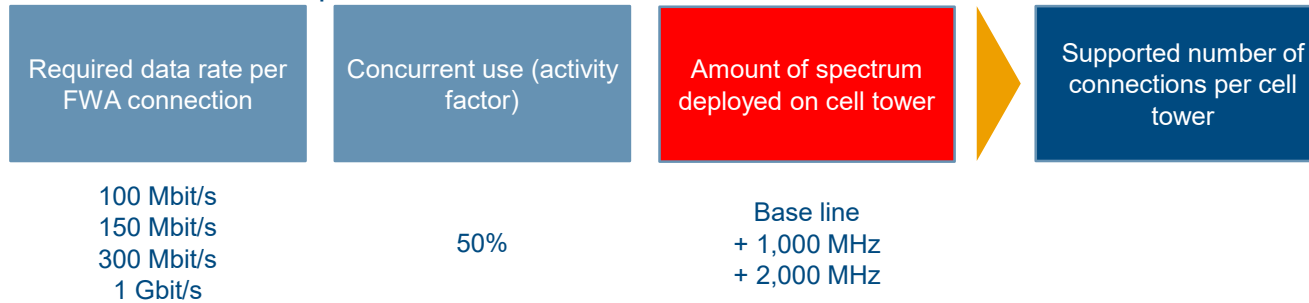 Required data rate per
FWA connection
Concurrent use (activity
factor)
Amount of spectrum
deployed on cell tower
Supported number of
connections per cell
tower
100 Mbit/s
150 Mbit/s
300 Mbit/s
1 Gbit/s
50%
Base line
+ 1,000 MHz
+ 2,000 MHz